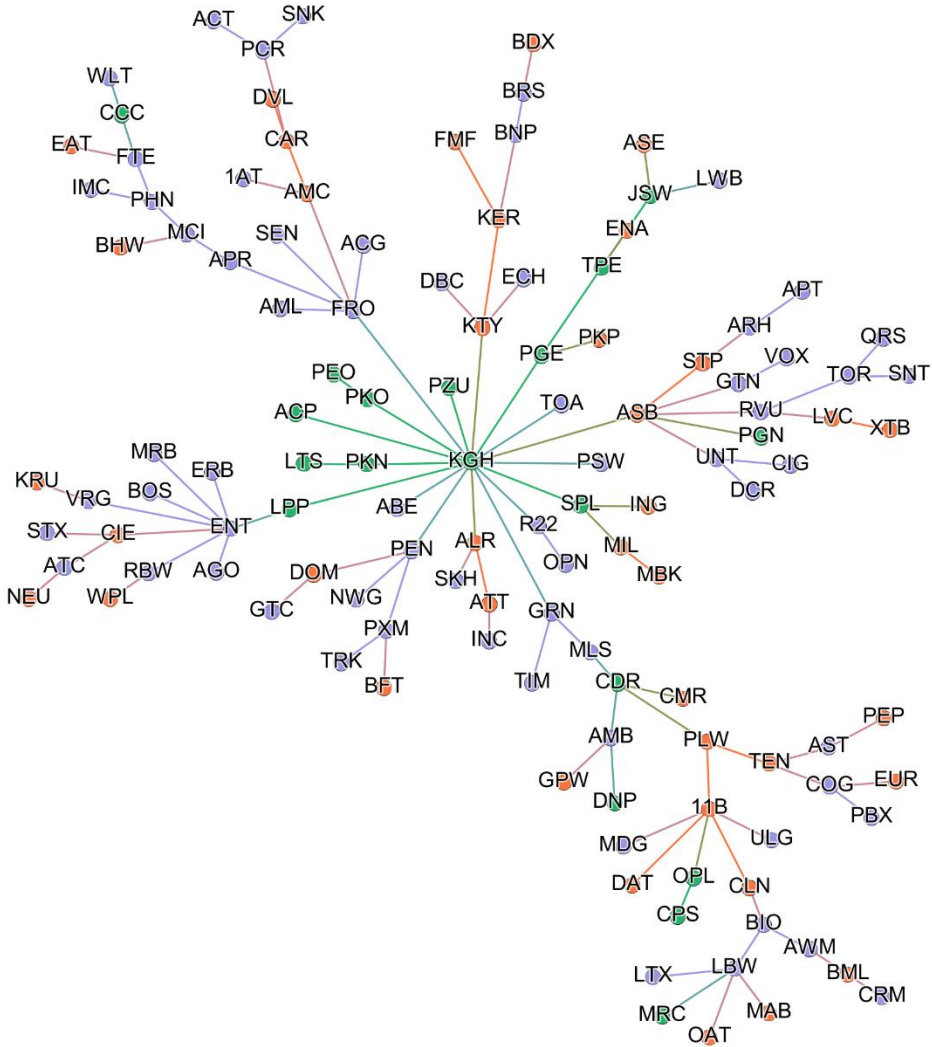 SNK
ACT
PCR
BDX
WLT
BRS
DVL
CCC
BNP
CAR
FMF
ASE
EAT
FTE
1AT
AMC
LWB
JSW
IMC
PHN
KER
ENA
MCI
SEN
ACG
BHW
APR
TPE
ECH
DBC
APT
AML
FRO
KTY
ARH
PKP
QRS
PGE
VOX
STP
PEO
PZU
GTN
TOR
SNT
PKO
TOA
ACP
ASB
RVU
LVC
XTB
PGN
MRB
LTS
PKN
KGH
PSW
UNT
CIG
ERB
KRU
BOS
DCR
VRG
LPP
ABE
SPL
ING
STX
CIE
ENT
R22
ALR
PEN
MIL
ATC
RBW
AGO
DOM
SKH
OPN
MBK
NEU
WPL
GTC
NWG
ATT
GRN
PXM
INC
MLS
TRK
BFT
TIM
CDR
CMR
PEP
AMB
PLW
AST
TEN
GPW
COG
EUR
DNP
11B
PBX
MDG
ULG
DAT
OPL
CLN
CPS
BIO
AWM
LTX
LBW
BML
CRM
MRC
MAB
OAT